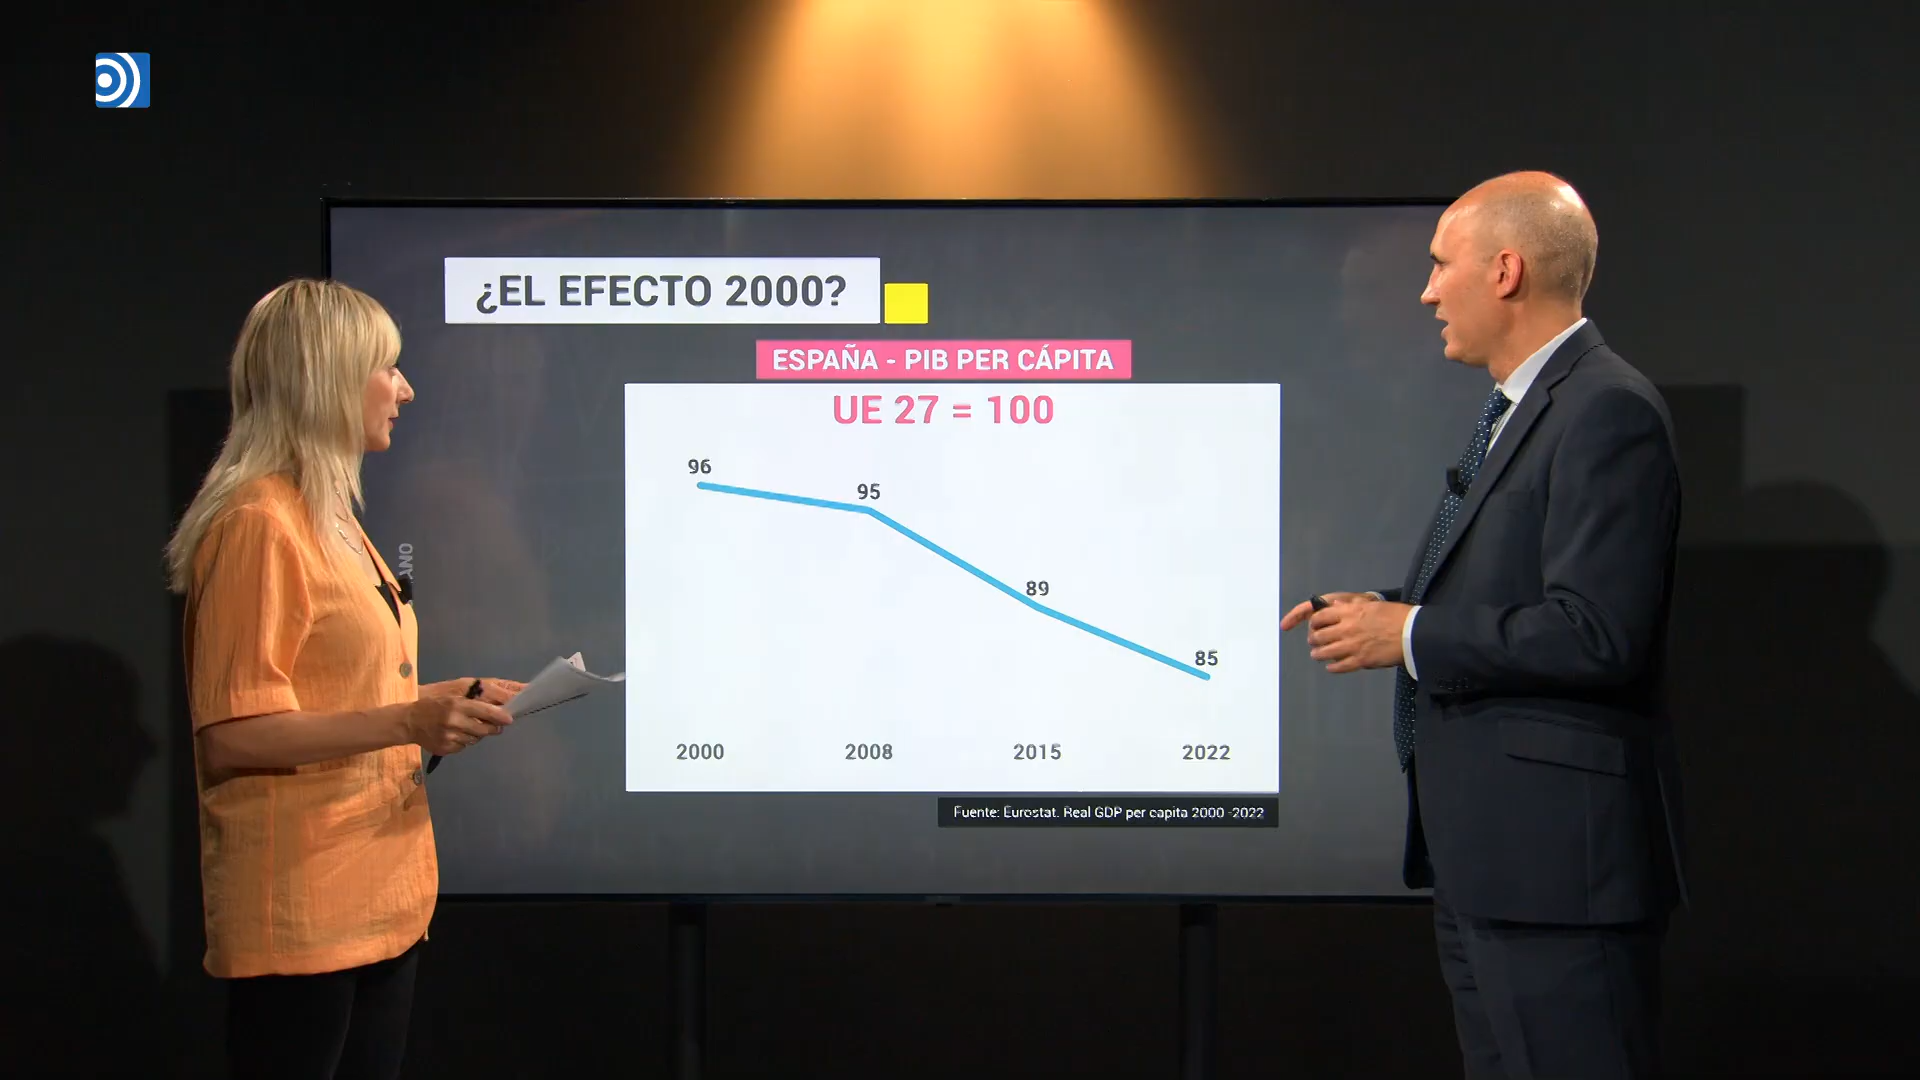 ¿EL EFECTO 2000?
ESPAÑA - PIB PER CÁPITA
UE 27 = 100
96
95
89
85
2000 2008 2015 2022
Fuente: Eurostat. Real GDP per capita 2000 -2022